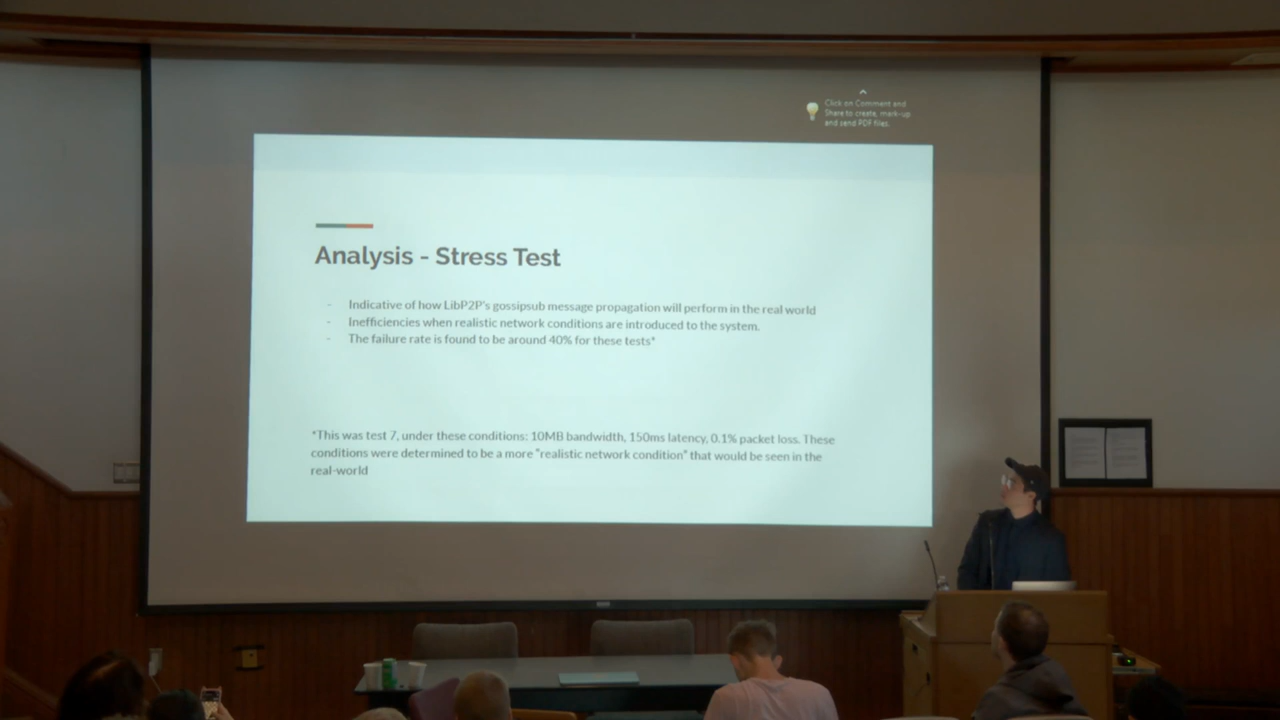 Click on Comment and
Share to create, mark-up
and send PDF files.
Analysis - Stress Test
- Indicative of how LibP2P's gossipsub message propagation will perform in the real world
- Inefficiencies when realistic network conditions are introduced to the system.
- The failure rate is found to be around 40% for these tests*
*This was test 7, under these conditions: 10MB bandwidth, 150ms latency, 0.1% packet loss. These
conditions were determined to be a more "realistic network condition" that would be seen in the
real-world